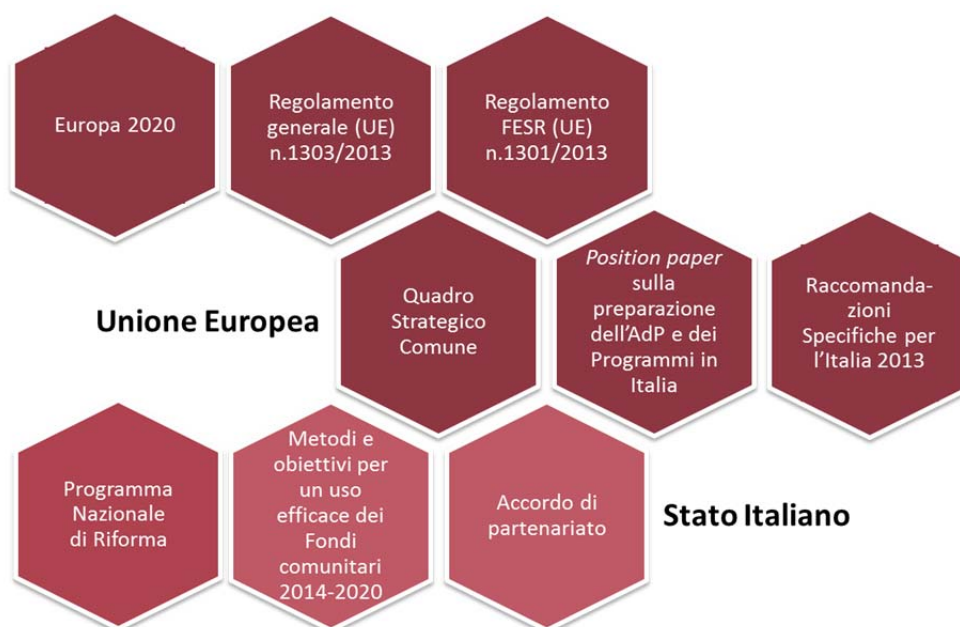 Europa 2020
Regolamento
generale (UE)
n.1303/2013
Regolamento
FESR (UE)
n.1301/2013
Unione Europea
Quadro
Strategico
Comune
Position paper
sulla
preparazione
dell’AdP e dei
Programmi in
Italia
Raccomanda-
zioni
Specifiche per
l’Italia 2013
Programma
Nazionale
di Riforma
Metodi e
obiettivi per
un uso
efficace dei
Fondi
comunitari
2014-2020
Accordo di
partenariato
Stato Italiano